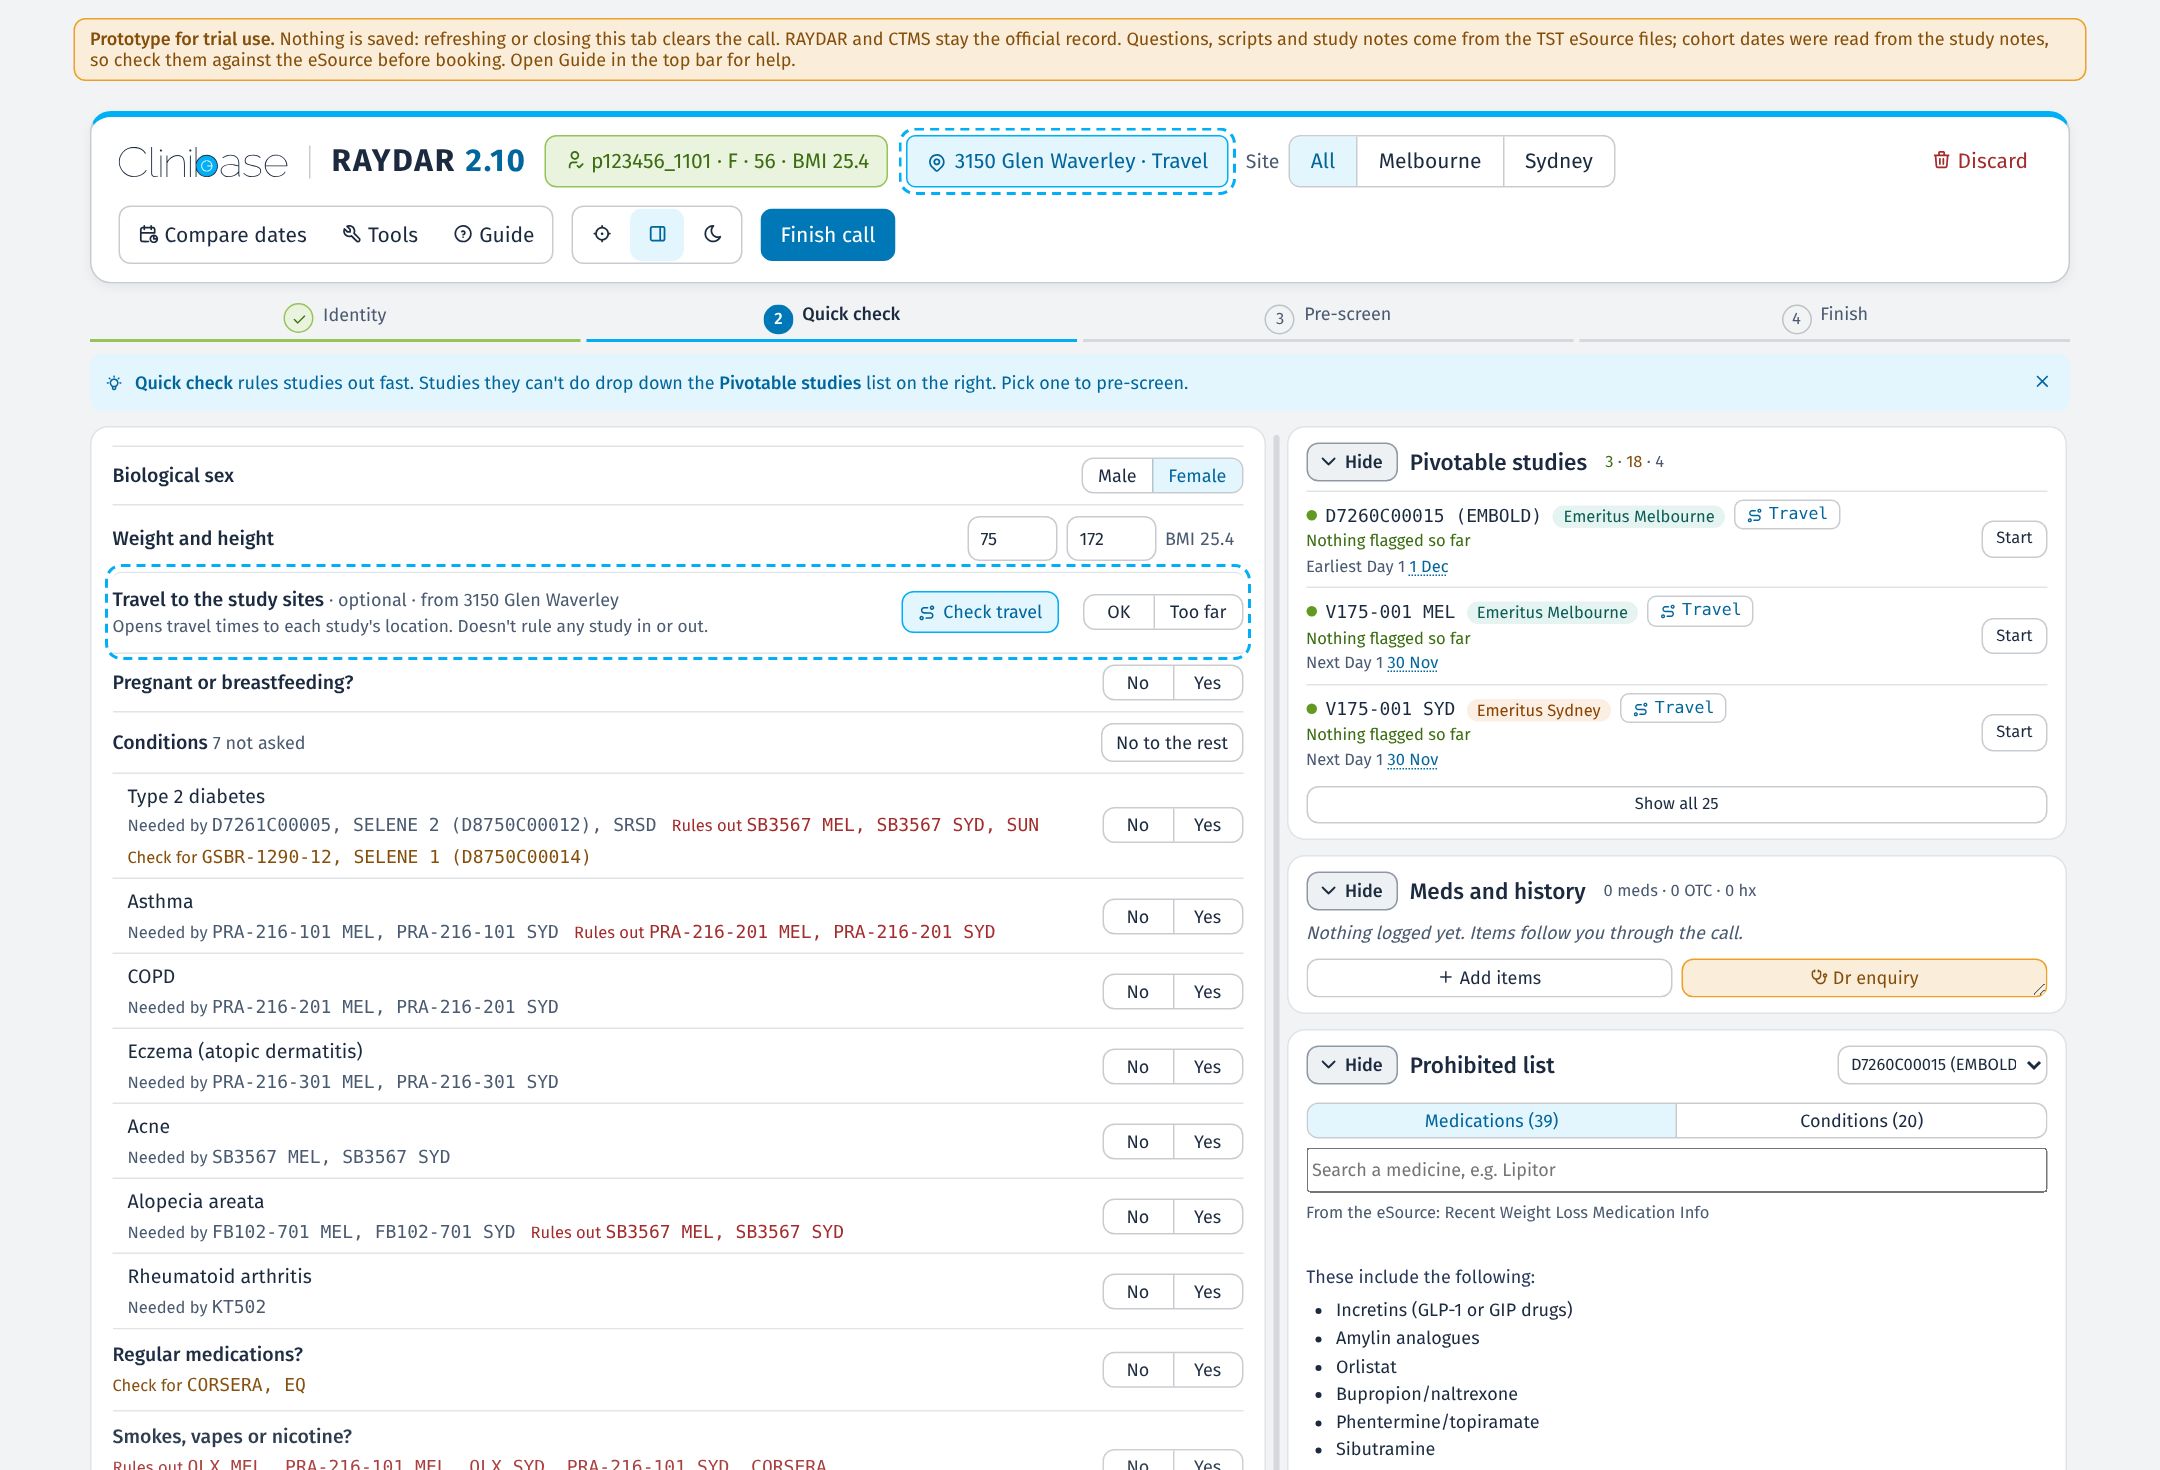 Prototype for trial use. Nothing is saved: refreshing or closing this tab clears the call. RAYDAR and CTMS stay the official record. Questions, scripts and study notes come from the TST eSource files; cohort dates were read from the study notes,
so check them against the eSource before booking. Open Guide in the top bar for help.
Clinibase
RAYDAR 2.10
p123456_1101 · F · 56 · BMI 25.4
3150 Glen Waverley · Travel
Site
All
Melbourne
Sydney
Discard
Compare dates
Tools
Guide
Finish call
Identity
2 Quick check
3 Pre-screen
4 Finish
Quick check rules studies out fast. Studies they can't do drop down the Pivotable studies list on the right. Pick one to pre-screen.
Biological sex
Male
Female
Weight and height
75
172
BMI 25.4
Travel to the study sites · optional · from 3150 Glen Waverley
Opens travel times to each study's location. Doesn't rule any study in or out.
Check travel
OK
Too far
Pregnant or breastfeeding?
No
Yes
Conditions 7 not asked
No to the rest
Type 2 diabetes
Needed by D7261C00005, SELENE 2 (D8750C00012), SRSD Rules out SB3567 MEL, SB3567 SYD, SUN
Check for GSBR-1290-12, SELENE 1 (D8750C00014)
No
Yes
Asthma
Needed by PRA-216-101 MEL, PRA-216-101 SYD Rules out PRA-216-201 MEL, PRA-216-201 SYD
No
Yes
COPD
Needed by PRA-216-201 MEL, PRA-216-201 SYD
No
Yes
Eczema (atopic dermatitis)
Needed by PRA-216-301 MEL, PRA-216-301 SYD
No
Yes
Acne
Needed by SB3567 MEL, SB3567 SYD
No
Yes
Alopecia areata
Needed by FB102-701 MEL, FB102-701 SYD Rules out SB3567 MEL, SB3567 SYD
No
Yes
Rheumatoid arthritis
Needed by KT502
No
Yes
Regular medications?
Check for CORSERA, EQ
No
Yes
Smokes, vapes or nicotine?
Rules out OLX MEL, PRA-216-101 MEL, OLX SYD, PRA-216-101 SYD, CORSERA
No
Yes
Hide
Pivotable studies
3 · 18 · 4
D7260C00015 (EMBOLD)
Emeritus Melbourne
Travel
Nothing flagged so far
Earliest Day 1 1 Dec
Start
V175-001 MEL
Emeritus Melbourne
Travel
Nothing flagged so far
Next Day 1 30 Nov
Start
V175-001 SYD
Emeritus Sydney
Travel
Nothing flagged so far
Next Day 1 30 Nov
Start
Show all 25
Hide
Meds and history
0 meds · 0 OTC · 0 hx
Nothing logged yet. Items follow you through the call.
+ Add items
Dr enquiry
Hide
Prohibited list
D7260C00015 (EMBOLD
Medications (39)
Conditions (20)
Search a medicine, e.g. Lipitor
From the eSource: Recent Weight Loss Medication Info
These include the following:
• Incretins (GLP-1 or GIP drugs)
• Amylin analogues
• Orlistat
• Bupropion/naltrexone
• Phentermine/topiramate
• Sibutramine